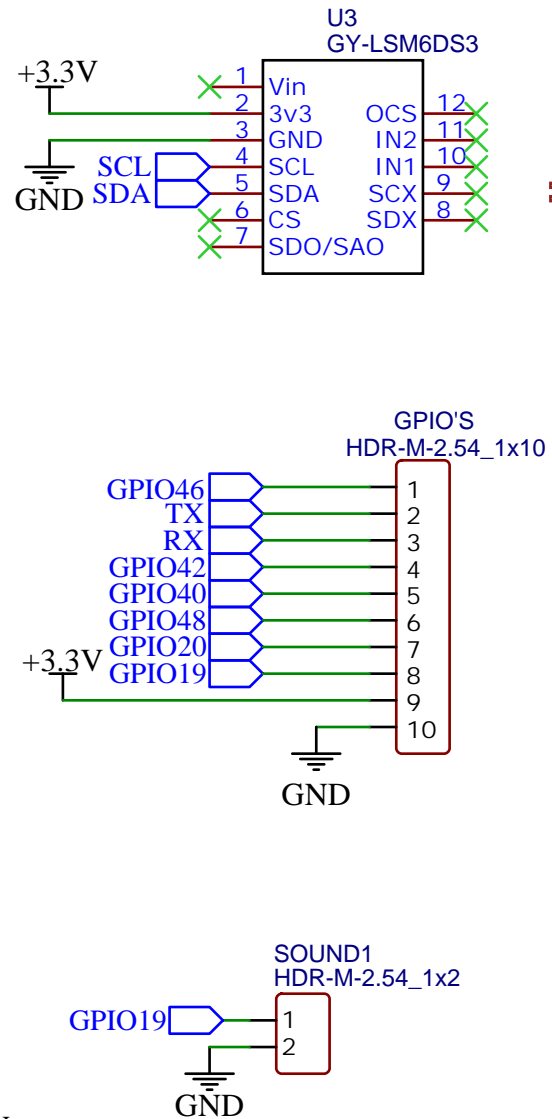 U3
GY-LSM6DS3
+3.3V
1 Vin
2 3v3
OCS 12
3 GND
IN2 11
SCL 4 SCL
IN1 10
GND
SDA 5 SDA
SCX 9
6 CS
SDX 8
7 SDO/SAO
GPIO'S
HDR-M-2.54_1x10
GPIO46 1
TX 2
RX 3
GPIO42 4
GPIO40 5
GPIO48 6
GPIO20 7
+3.3V
GPIO19 8
9
10
GND
SOUND1
HDR-M-2.54_1x2
GPIO19 1
2
GND